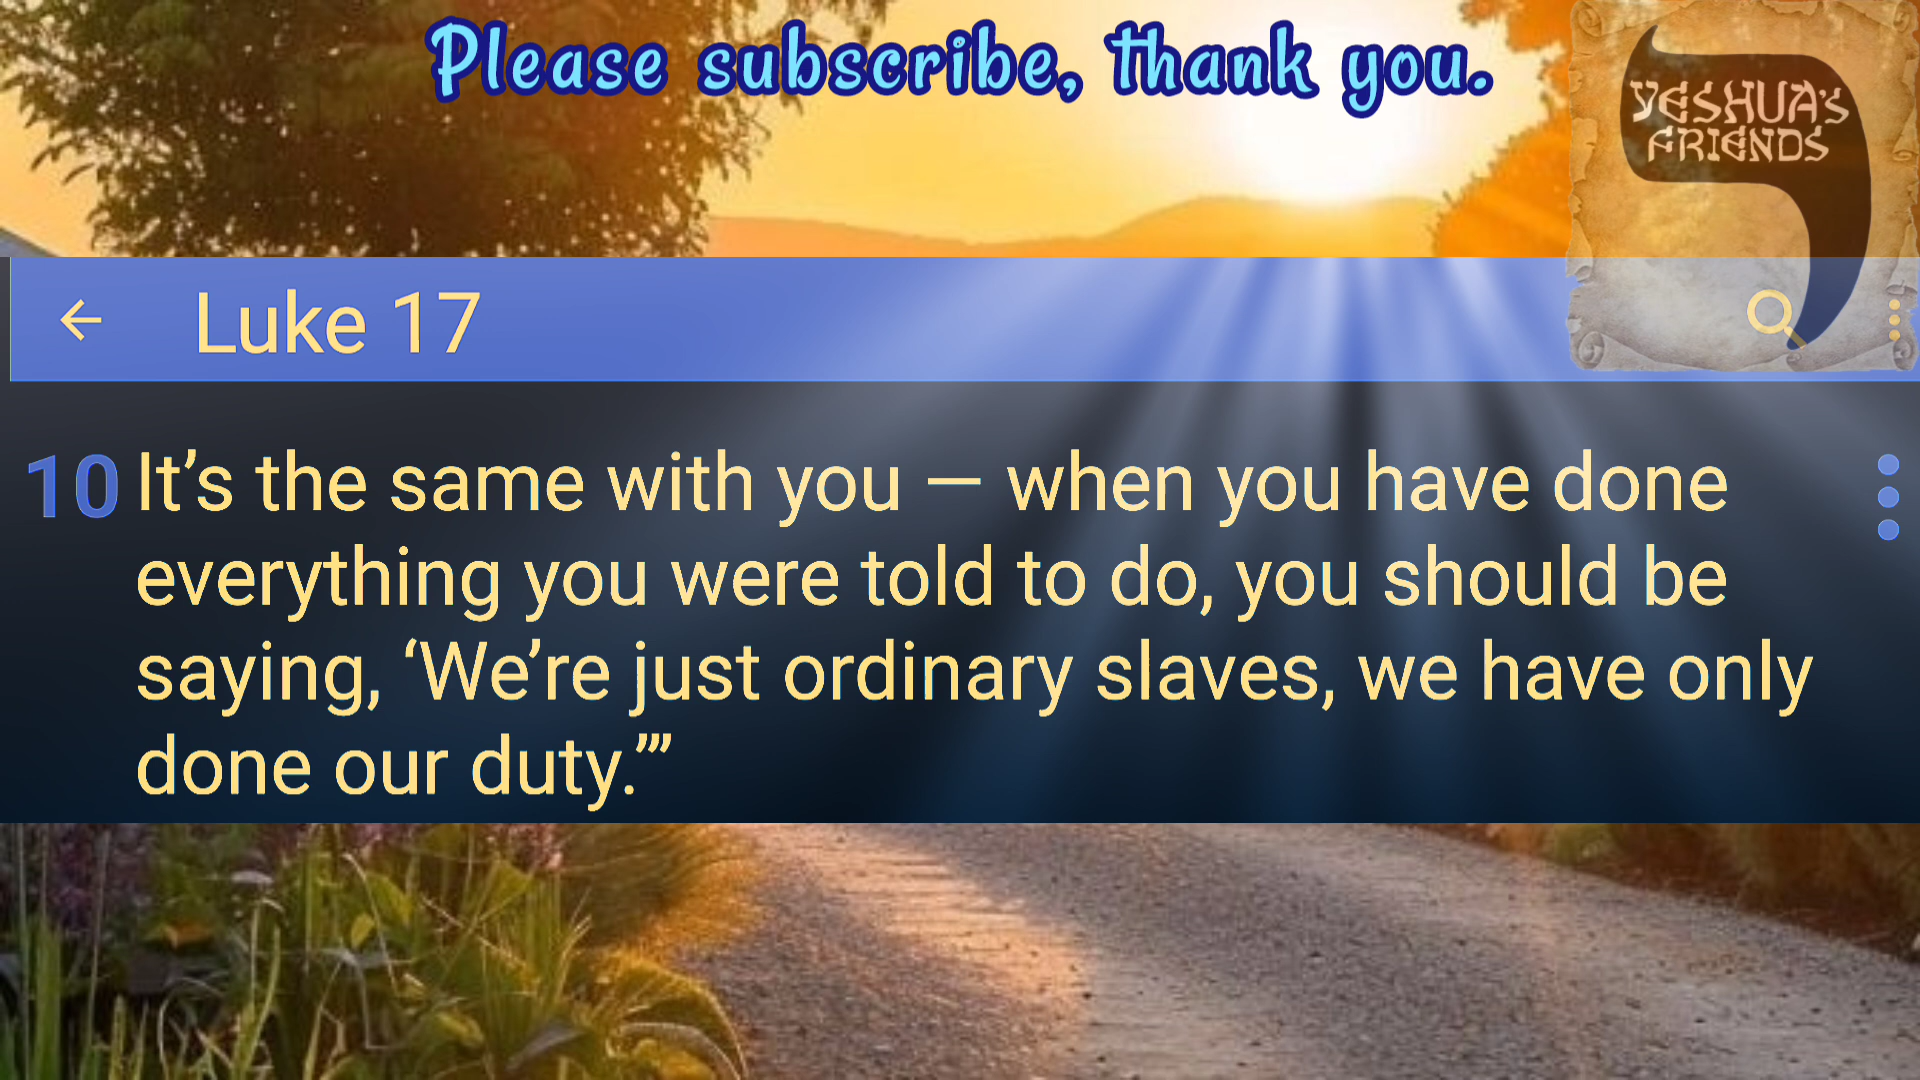 Please subscribe, thank you.
YESHUA'S
FRIENDS
Luke 17
10 It’s the same with you — when you have done
everything you were told to do, you should be
saying, ‘We’re just ordinary slaves, we have only
done our duty.’”